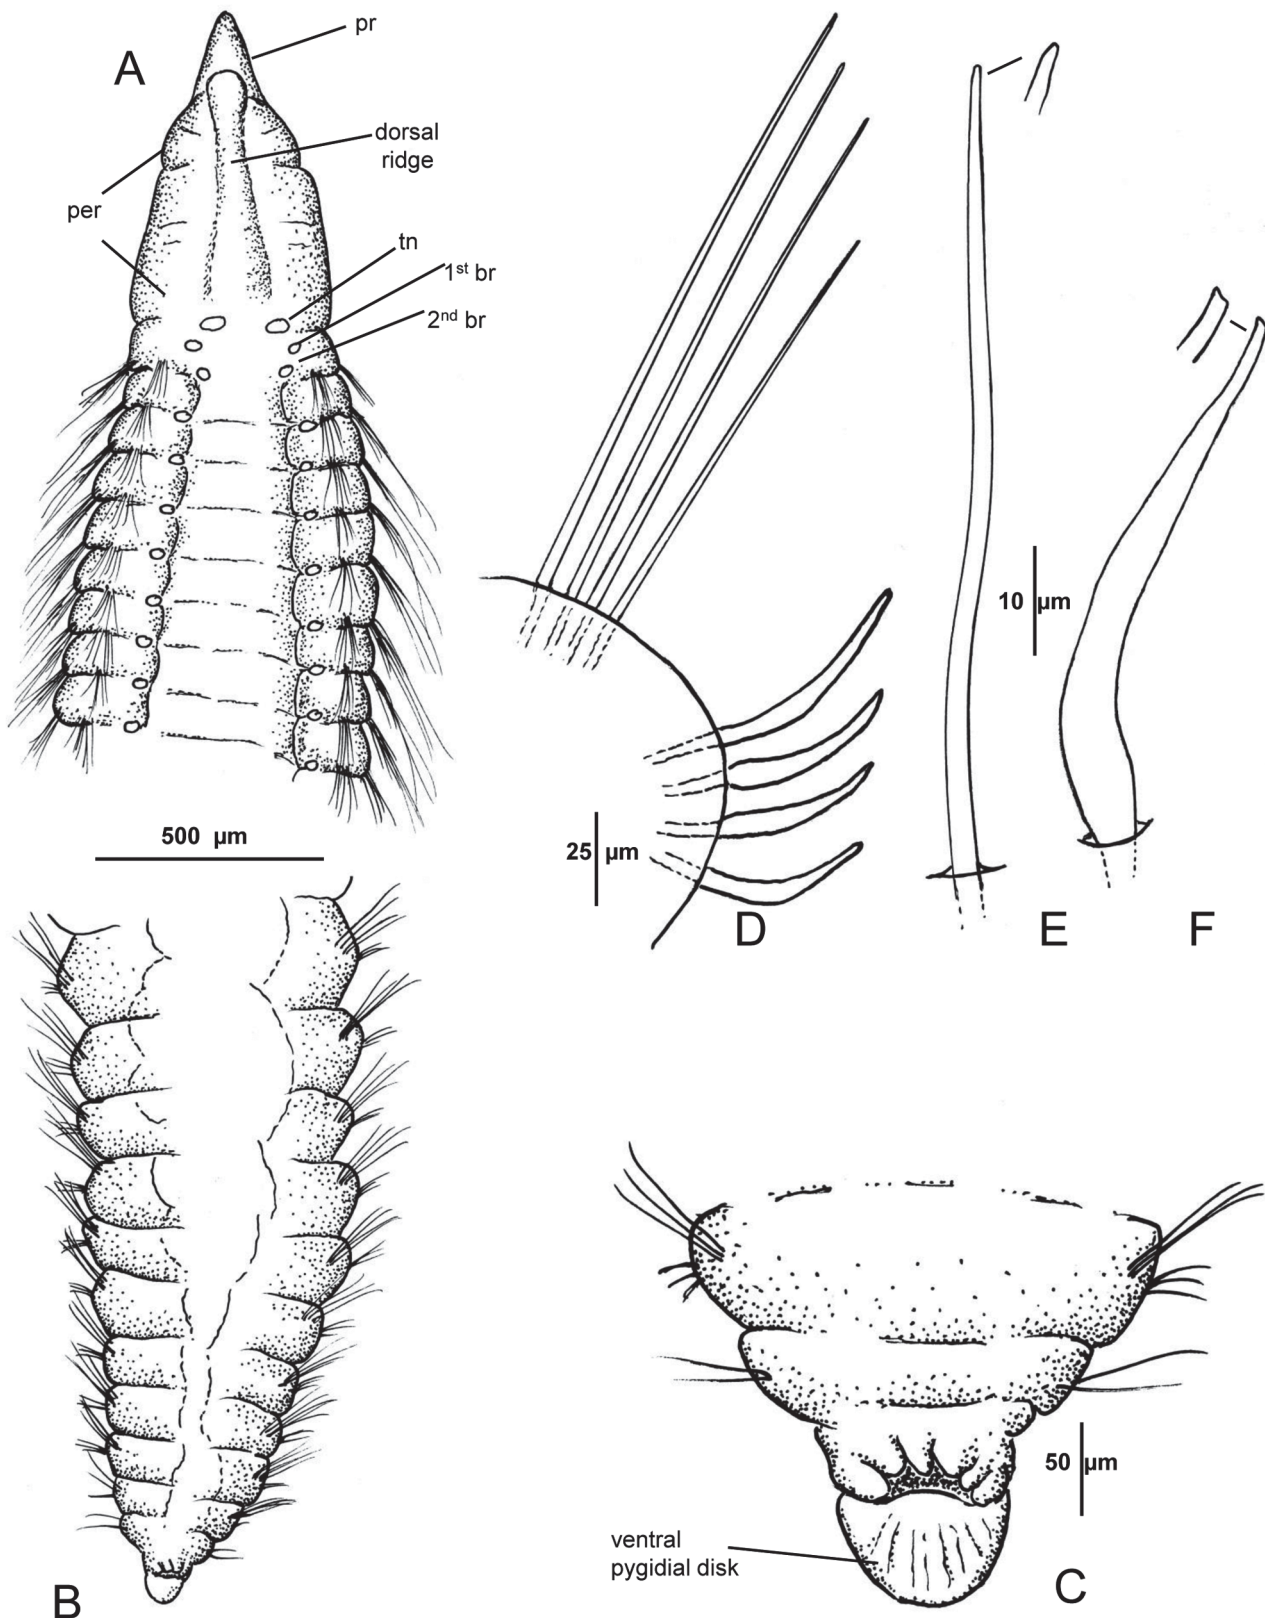 A
pr
dorsal
ridge
per
tn
1st br
2nd br
500 µm
B
25 µm
D
10 µm
E
F
50 µm
ventral
pygidial disk
C